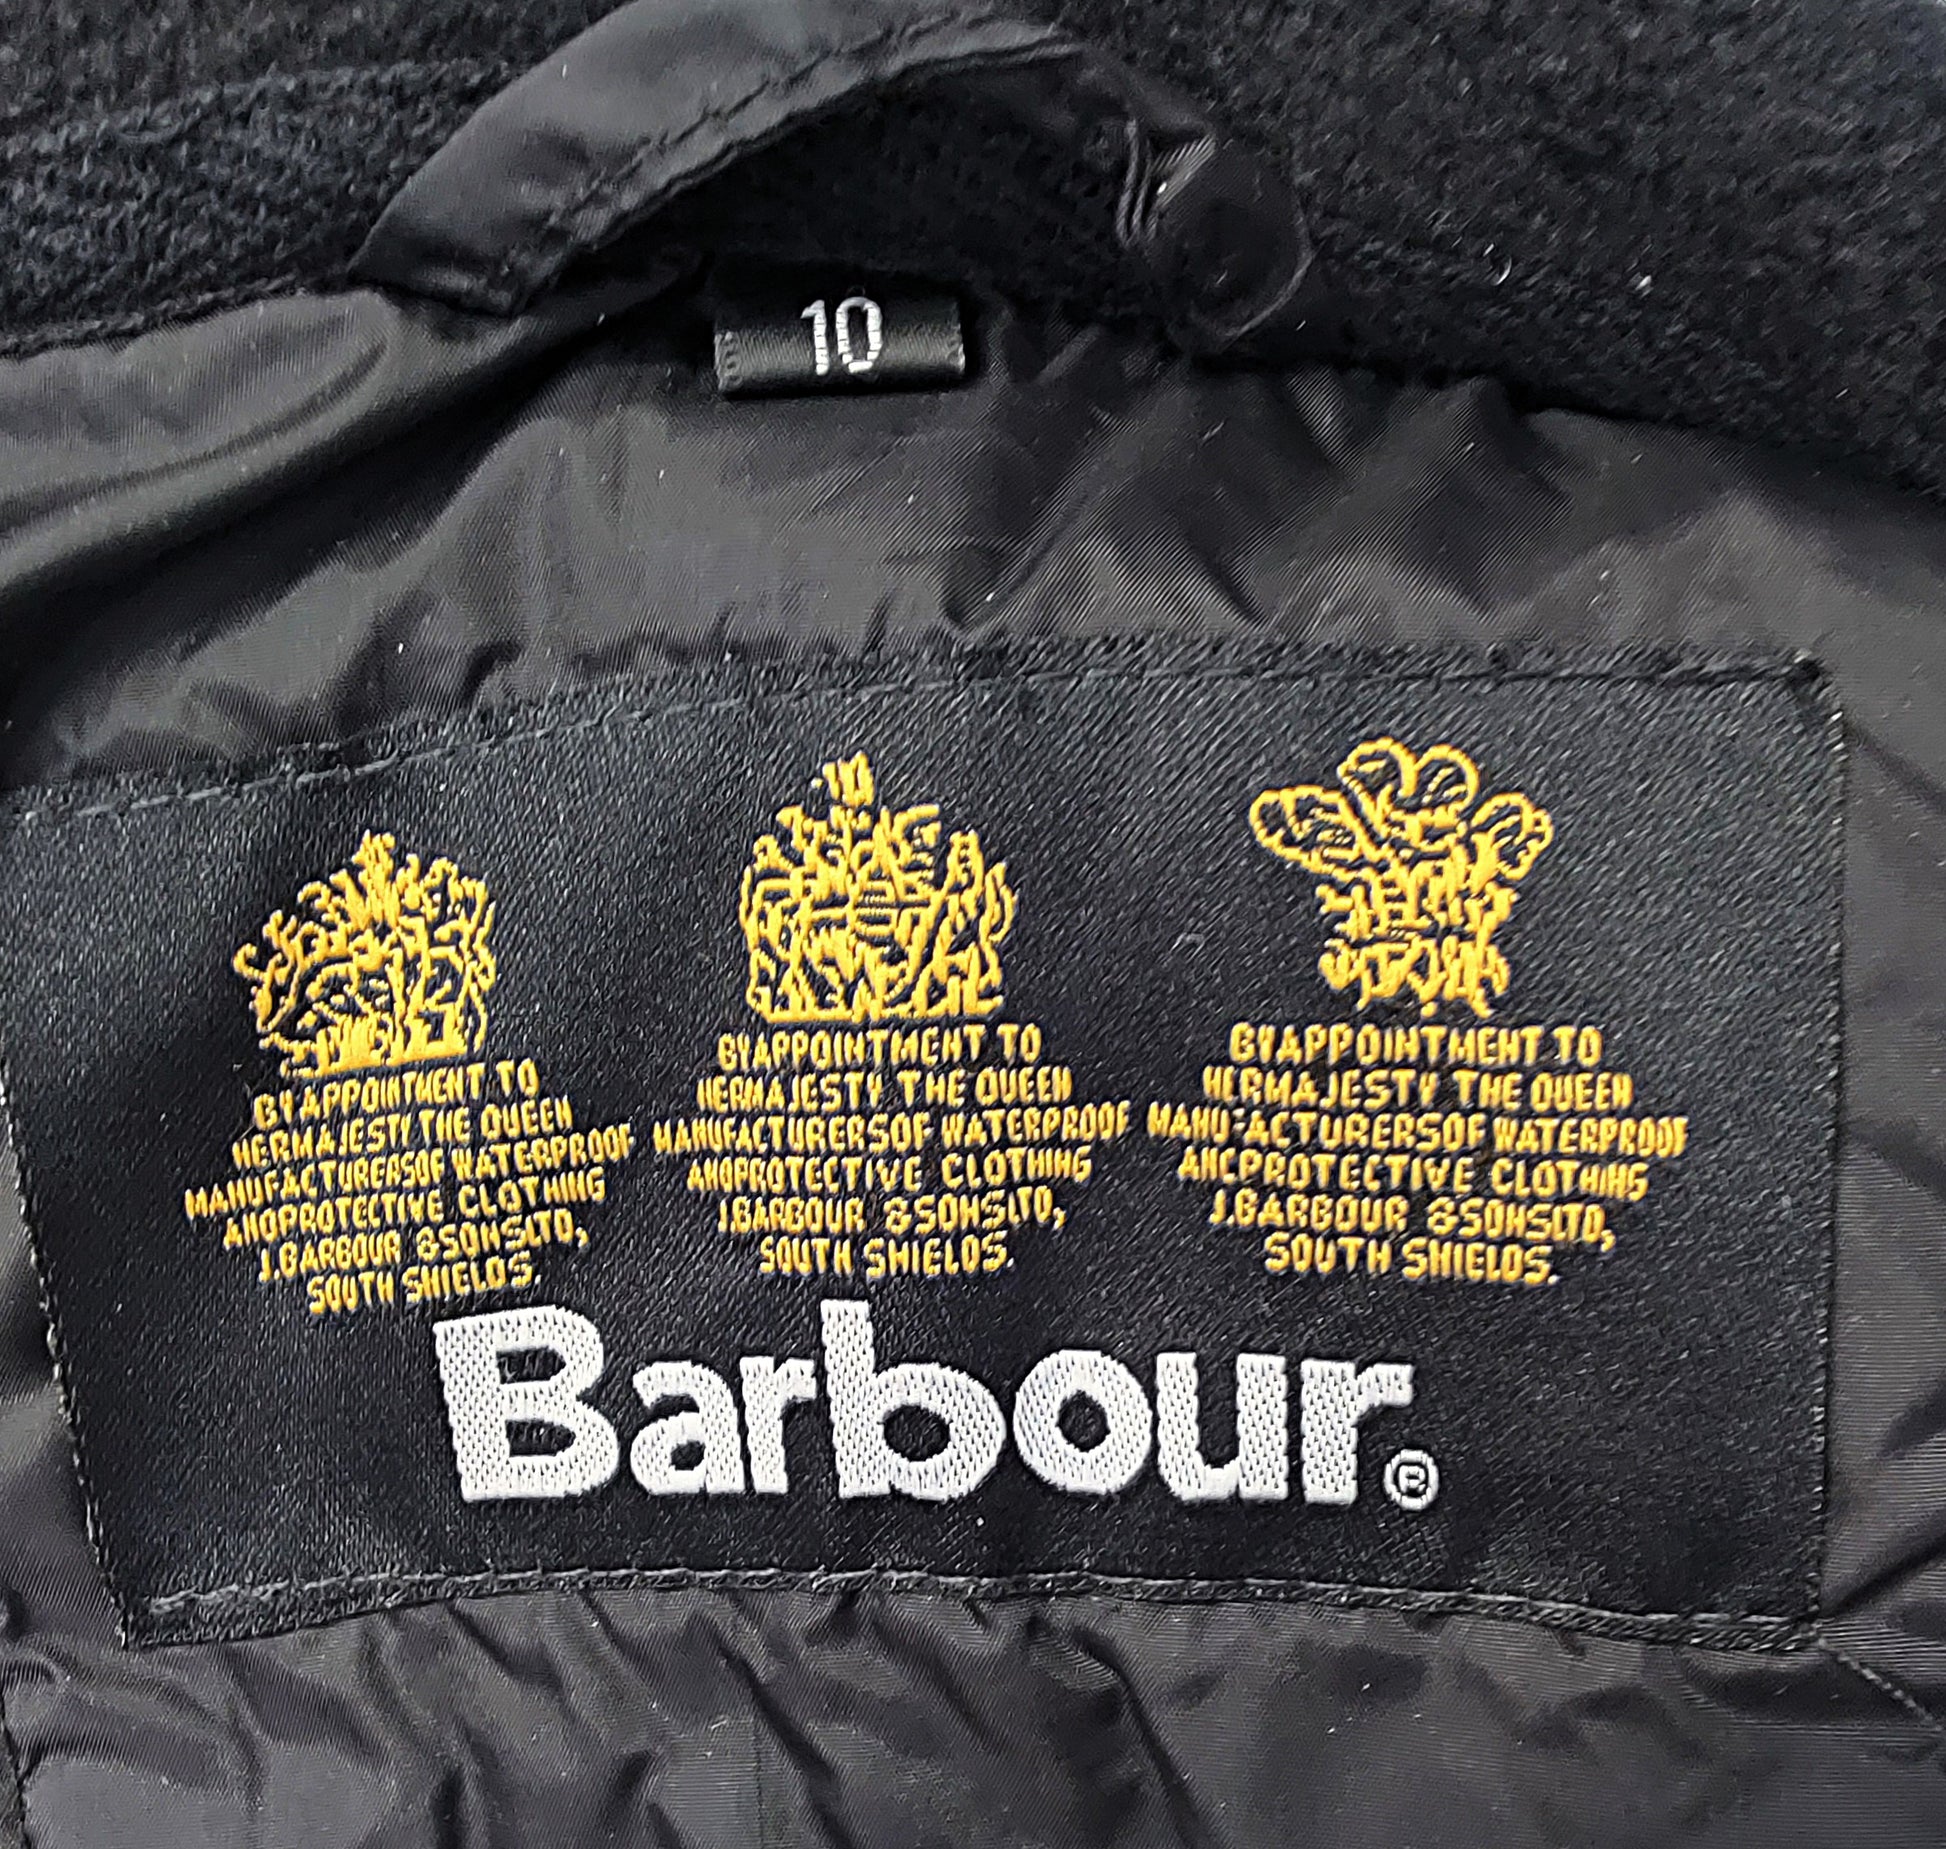 10
BY APPOINTMENT TO
HER MAJESTY THE QUEEN
MANUFACTURERS OF WATERPROOF
AND PROTECTIVE CLOTHING
J. BARBOUR & SONS LTD,
SOUTH SHIELDS.
BY APPOINTMENT TO
HER MAJESTY THE QUEEN
MANUFACTURERS OF WATERPROOF
AND PROTECTIVE CLOTHING
J. BARBOUR & SONS LTD,
SOUTH SHIELDS.
BY APPOINTMENT TO
HER MAJESTY THE QUEEN
MANUFACTURERS OF WATERPROOF
AND PROTECTIVE CLOTHING
J. BARBOUR & SONS LTD,
SOUTH SHIELDS.
Barbour®